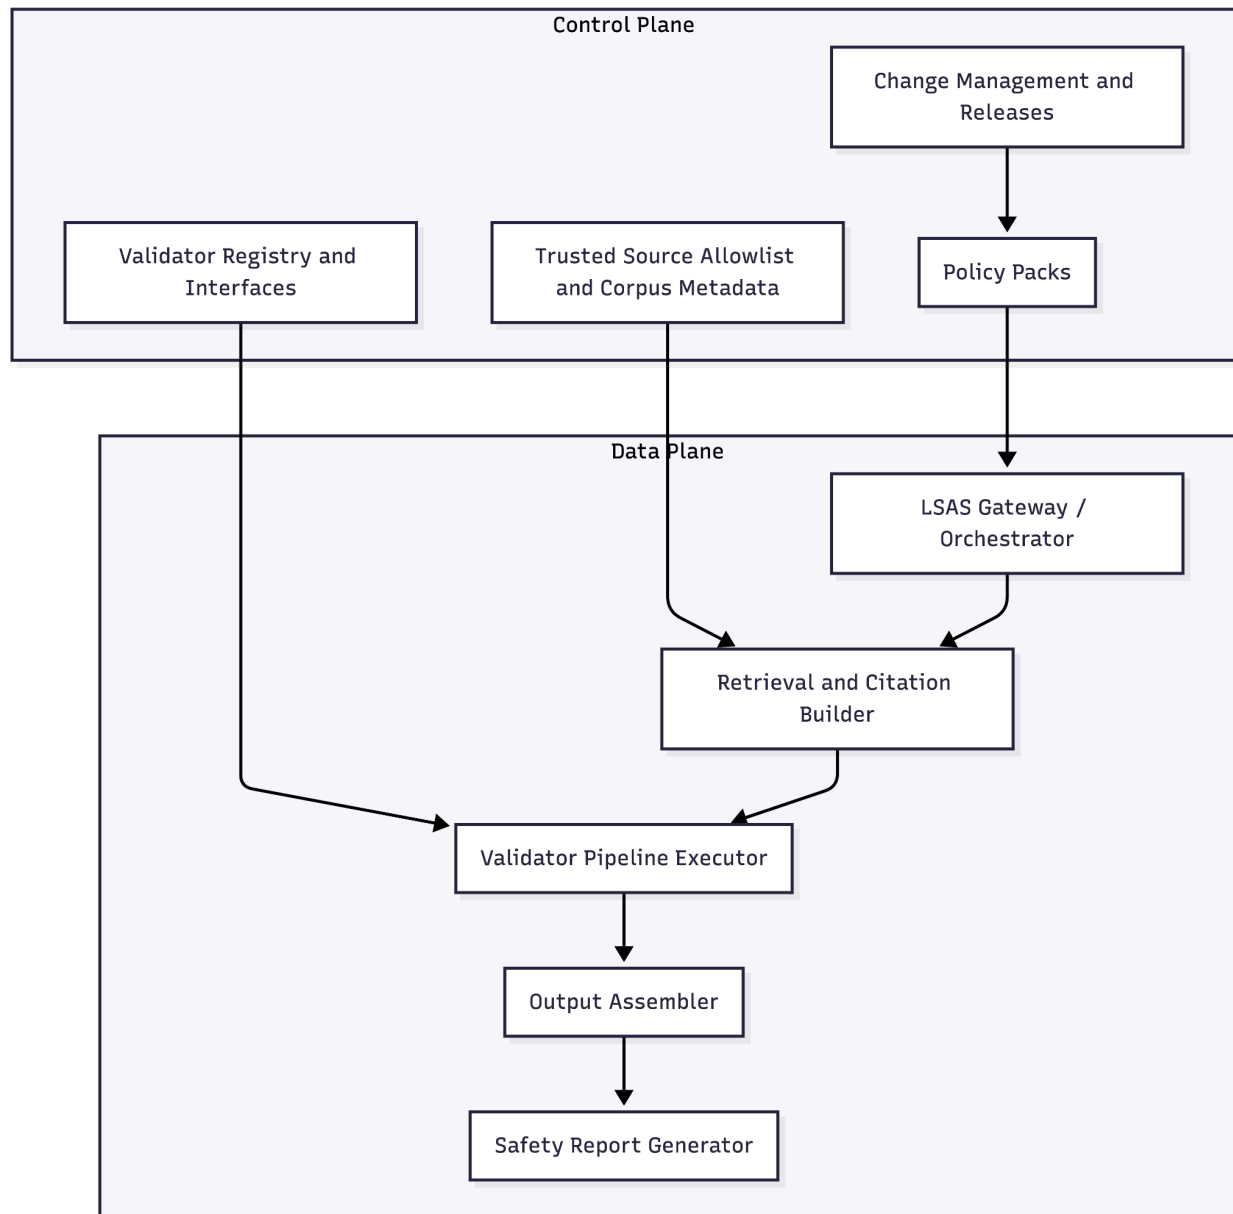 Control Plane
Change Management and
Releases
Validator Registry and
Interfaces
Trusted Source Allowlist
and Corpus Metadata
Policy Packs
Data Plane
LSAS Gateway /
Orchestrator
Retrieval and Citation
Builder
Validator Pipeline Executor
Output Assembler
Safety Report Generator